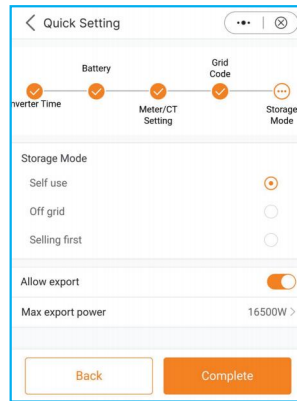 Quick Setting
Battery
Grid
Code
nverter Time
Meter/CT
Setting
Storage
Mode
Storage Mode
Self use
Off grid
Selling first
Allow export
Max export power 16500W >
Back
Complete